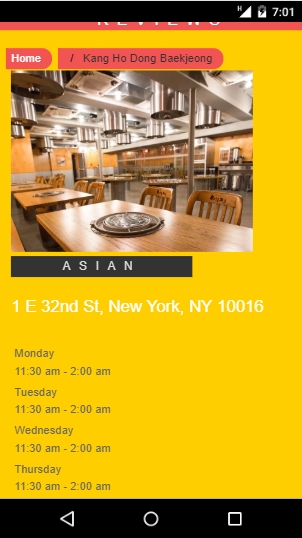 H 7:01
REVIEWS
Home / Kang Ho Dong Baekjeong
ASIAN
1 E 32nd St, New York, NY 10016
Monday
11:30 am - 2:00 am
Tuesday
11:30 am - 2:00 am
Wednesday
11:30 am - 2:00 am
Thursday
11:30 am - 2:00 am